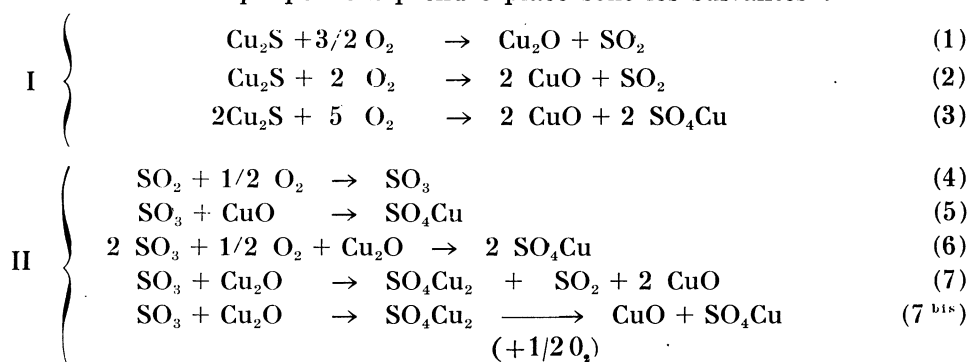 I
Cu₂S + 3/2 O₂ → Cu₂O + SO₂ (1)
Cu₂S + 2 O₂ → 2 CuO + SO₂ (2)
2Cu₂S + 5 O₂ → 2 CuO + 2 SO₄Cu (3)
II
SO₂ + 1/2 O₂ → SO₃ (4)
SO₃ + CuO → SO₄Cu (5)
2 SO₃ + 1/2 O₂ + Cu₂O → 2 SO₄Cu (6)
SO₃ + Cu₂O → SO₄Cu₂ + SO₂ + 2 CuO (7)
SO₃ + Cu₂O → SO₄Cu₂ ⟶ CuO + SO₄Cu (7 bis)
(+1/2 O₂)